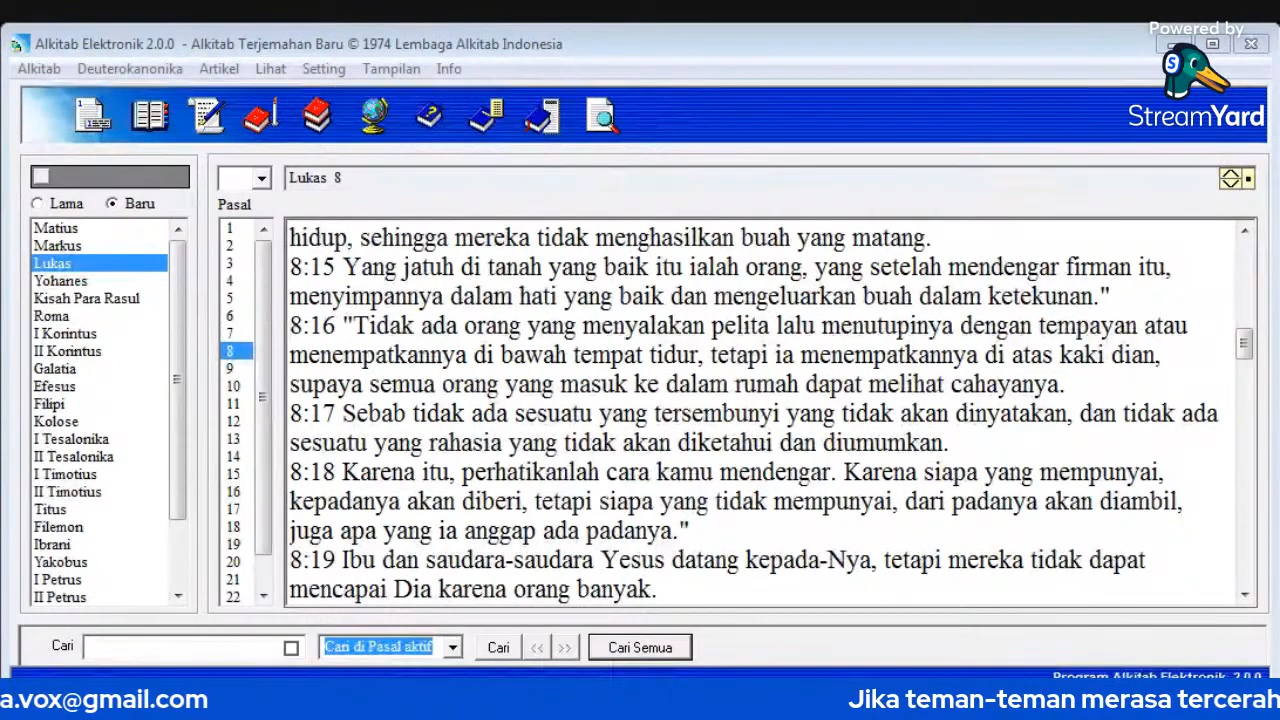 Powered by
StreamYard
Alkitab Elektronik 2.0.0 - Alkitab Terjemahan Baru © 1974 Lembaga Alkitab Indonesia
Alkitab Deuterokanonika Artikel Lihat Setting Tampilan Info
Lukas 8
Lama Baru
Pasal
Matius
Markus
Lukas
Yohanes
Kisah Para Rasul
Roma
I Korintus
II Korintus
Galatia
Efesus
Filipi
Kolose
I Tesalonika
II Tesalonika
I Timotius
II Timotius
Titus
Filemon
Ibrani
Yakobus
I Petrus
II Petrus
1
2
3
4
5
6
7
8
9
10
11
12
13
14
15
16
17
18
19
20
21
22
hidup, sehingga mereka tidak menghasilkan buah yang matang.
8:15 Yang jatuh di tanah yang baik itu ialah orang, yang setelah mendengar firman itu,
menyimpannya dalam hati yang baik dan mengeluarkan buah dalam ketekunan."
8:16 "Tidak ada orang yang menyalakan pelita lalu menutupinya dengan tempayan atau
menempatkannya di bawah tempat tidur, tetapi ia menempatkannya di atas kaki dian,
supaya semua orang yang masuk ke dalam rumah dapat melihat cahayanya.
8:17 Sebab tidak ada sesuatu yang tersembunyi yang tidak akan dinyatakan, dan tidak ada
sesuatu yang rahasia yang tidak akan diketahui dan diumumkan.
8:18 Karena itu, perhatikanlah cara kamu mendengar. Karena siapa yang mempunyai,
kepadanya akan diberi, tetapi siapa yang tidak mempunyai, dari padanya akan diambil,
juga apa yang ia anggap ada padanya."
8:19 Ibu dan saudara-saudara Yesus datang kepada-Nya, tetapi mereka tidak dapat
mencapai Dia karena orang banyak.
Cari Cari di Pasal aktif Cari << >> Cari Semua
Program Alkitab Elektronik 2.0.0
a.vox@gmail.com Jika teman-teman merasa tercerah